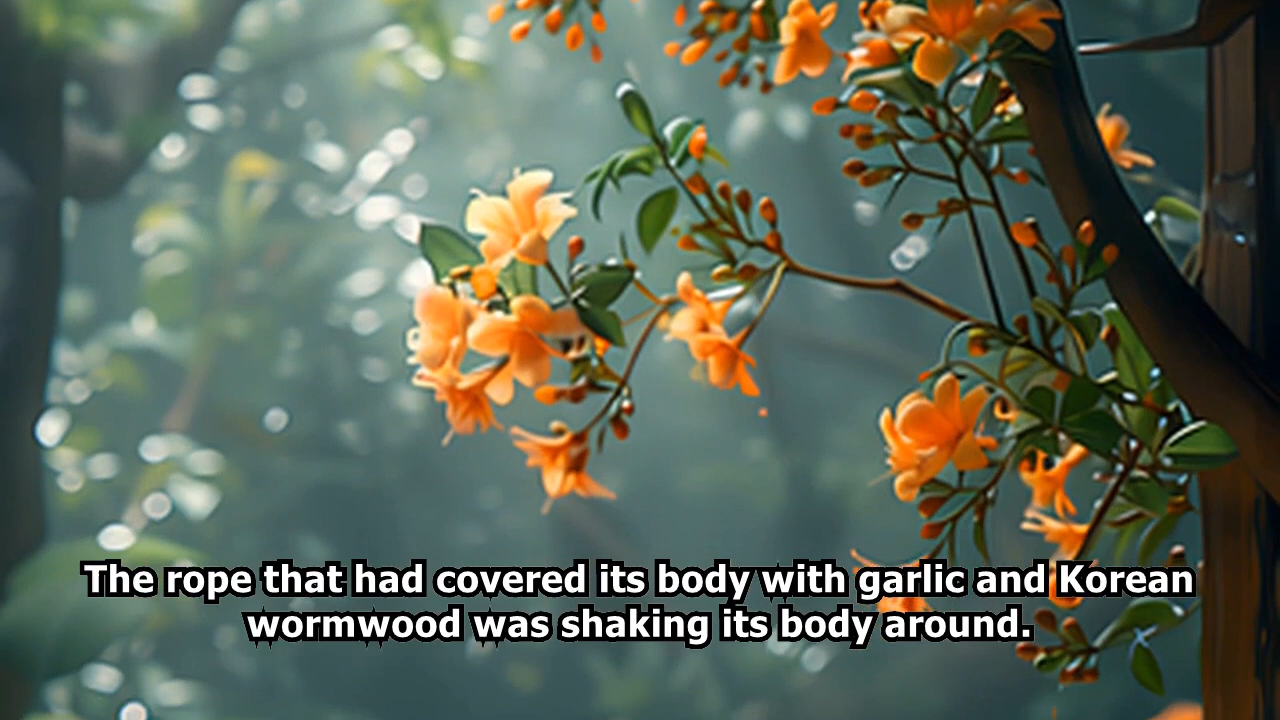 The rope that had covered its body with garlic and Korean
wormwood was shaking its body around.